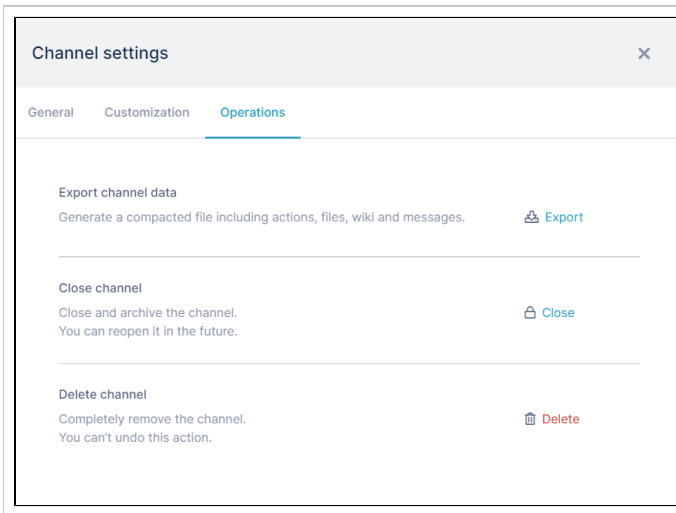 Channel settings
General Customization Operations
Export channel data
Generate a compacted file including actions, files, wiki and messages.
Export
Close channel
Close and archive the channel.
You can reopen it in the future.
Close
Delete channel
Completely remove the channel.
You can't undo this action.
Delete